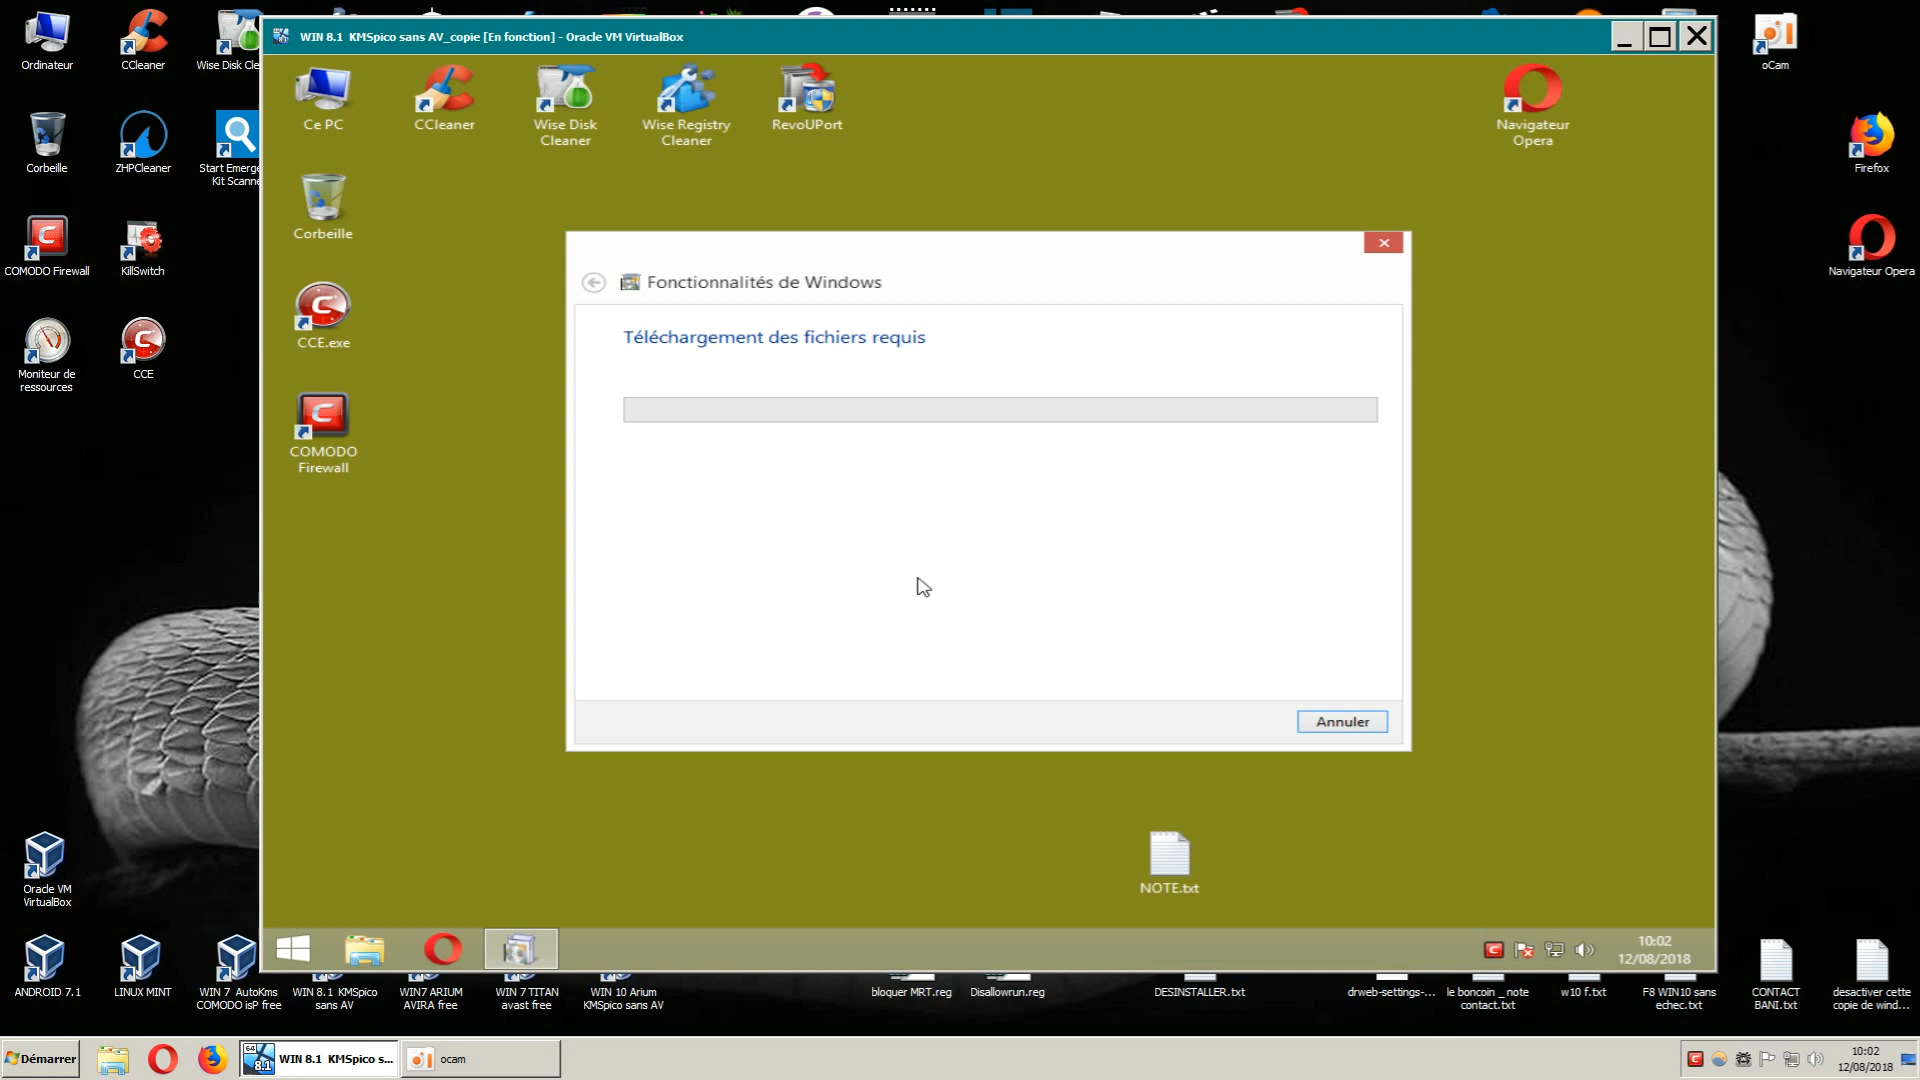 WIN 8.1 KMSpico sans AV_copie [En fonction] - Oracle VM VirtualBox
Ordinateur
CCleaner
Wise Disk Cle
oCam
Ce PC
CCleaner
Wise Disk
Cleaner
Wise Registry
Cleaner
RevoUPort
Navigateur
Opera
Corbeille
ZHPCleaner
Start Emerge
Kit Scanne
Firefox
Corbeille
COMODO Firewall
KillSwitch
Navigateur Opera
Fonctionnalités de Windows
Téléchargement des fichiers requis
Annuler
CCE.exe
Moniteur de
ressources
CCE
COMODO
Firewall
NOTE.txt
Oracle VM
VirtualBox
10:02
12/08/2018
ANDROID 7.1
LINUX MINT
WIN 7 AutoKms
COMODO isP free
WIN 8.1 KMSpico
sans AV
WIN7 ARIUM
AVIRA free
WIN 7 TITAN
avast free
WIN 10 Arium
KMSpico sans AV
bloquer MRT.reg
Disallowrun.reg
DESINSTALLER.txt
drweb-settings-...
le boncoin _ note
contact.txt
w10 f.txt
F8 WIN10 sans
echec.txt
CONTACT
BANI.txt
desactiver cette
copie de wind...
Démarrer
64
8.1
WIN 8.1 KMSpico s...
ocam
10:02
12/08/2018